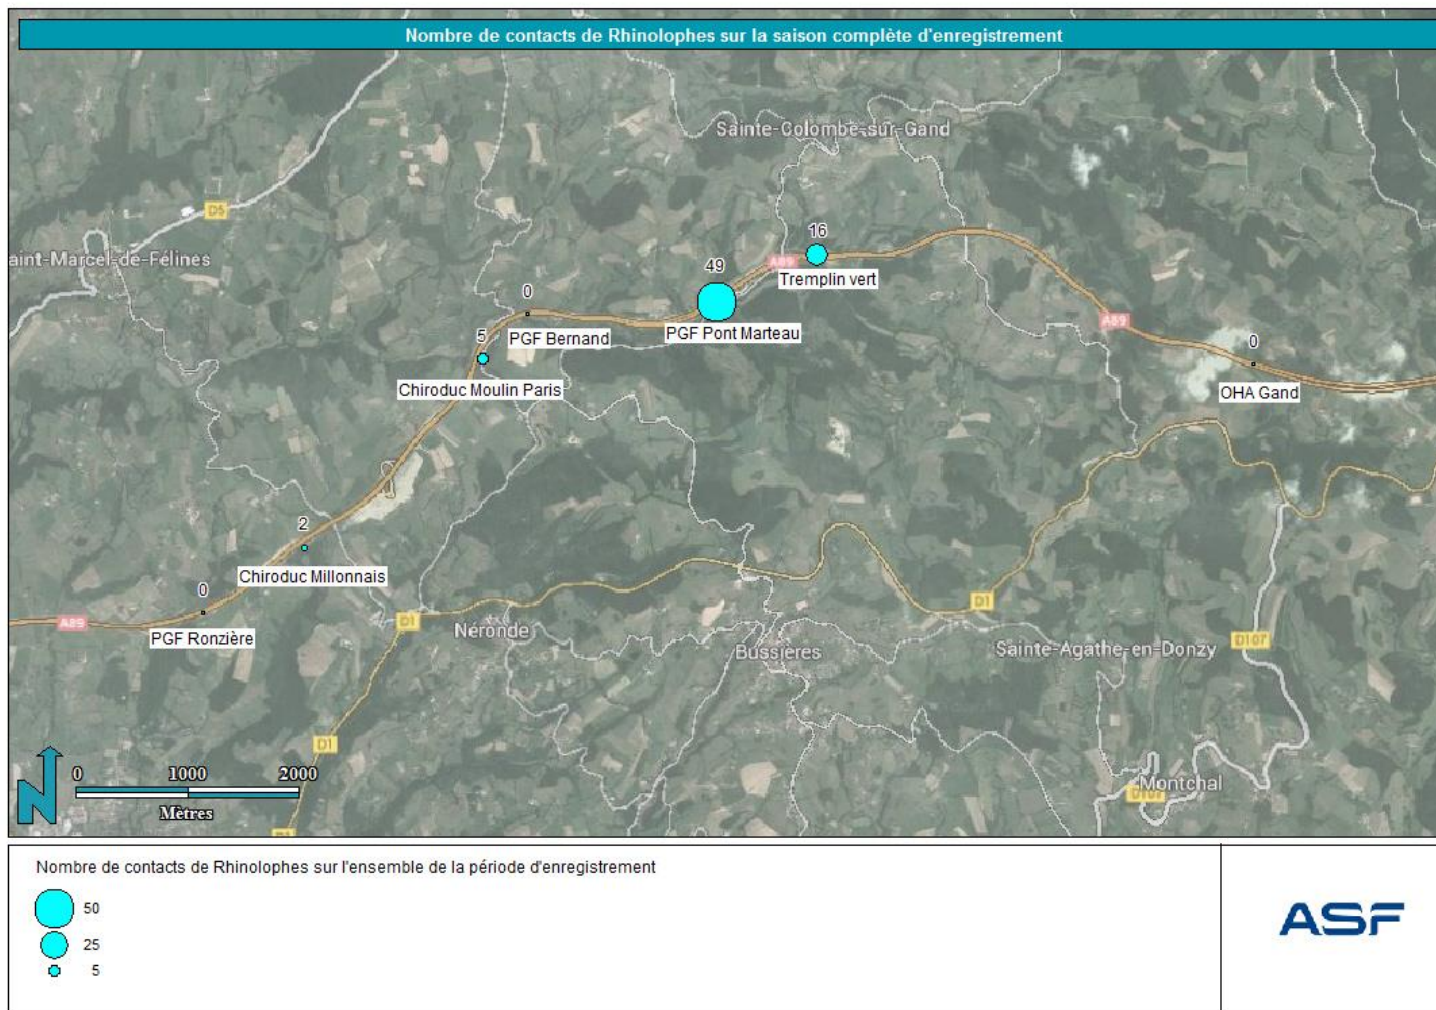 Nombre de contacts de Rhinolophes sur la saison complète d'enregistrement
Sainte-Colombe-sur-Gand
D5
aint-Marcel-de-Félines
16
A89
49
Tremplin vert
0
PGF Bernand
PGF Pont Marteau
A89
5
0
Chiroduc Moulin Paris
OHA Gand
2
Chiroduc Millonnais
0
D1
A89
D1
PGF Ronzière
Néronde
Bussières
Sainte-Agathe-en-Donzy
D107
D1
0 1000 2000
Mètres
N
Montchal
D107
Nombre de contacts de Rhinolophes sur l'ensemble de la période d'enregistrement
50
25
5
ASF